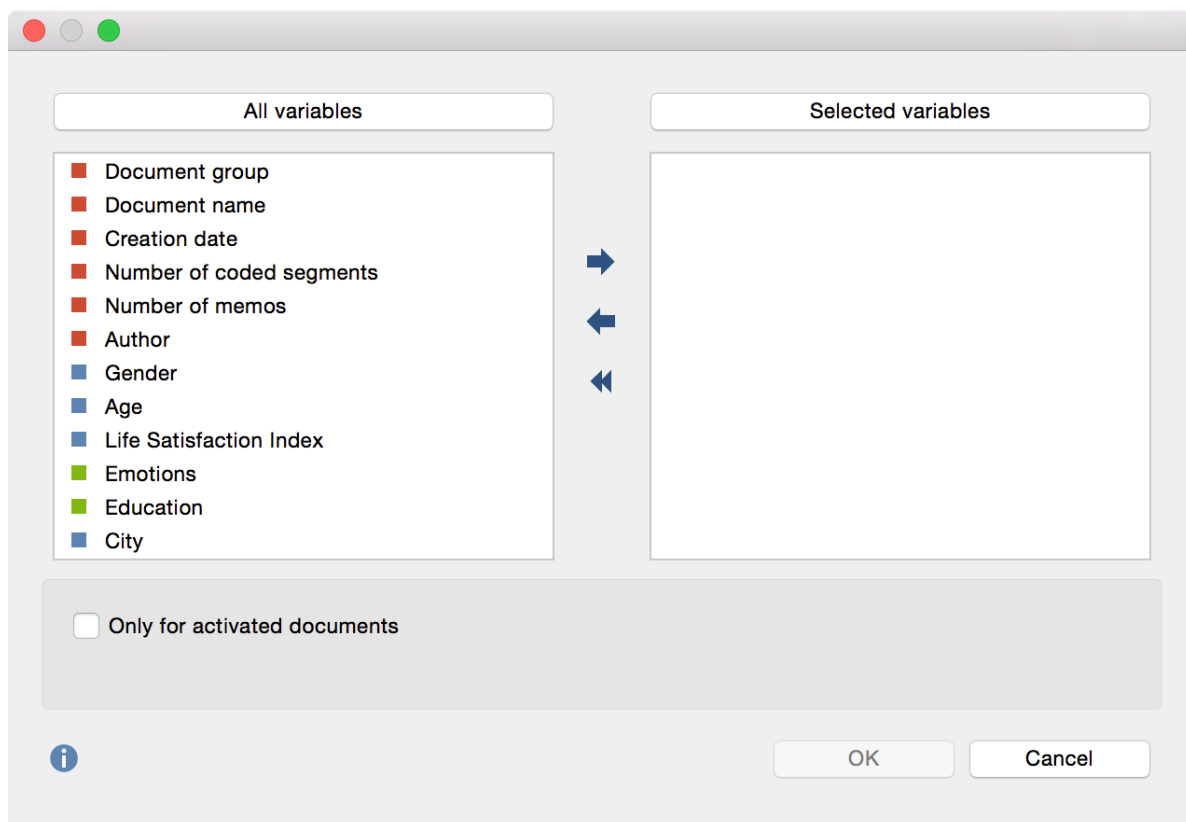 All variables
Selected variables
Document group
Document name
Creation date
Number of coded segments
Number of memos
Author
Gender
Age
Life Satisfaction Index
Emotions
Education
City
Only for activated documents
OK
Cancel